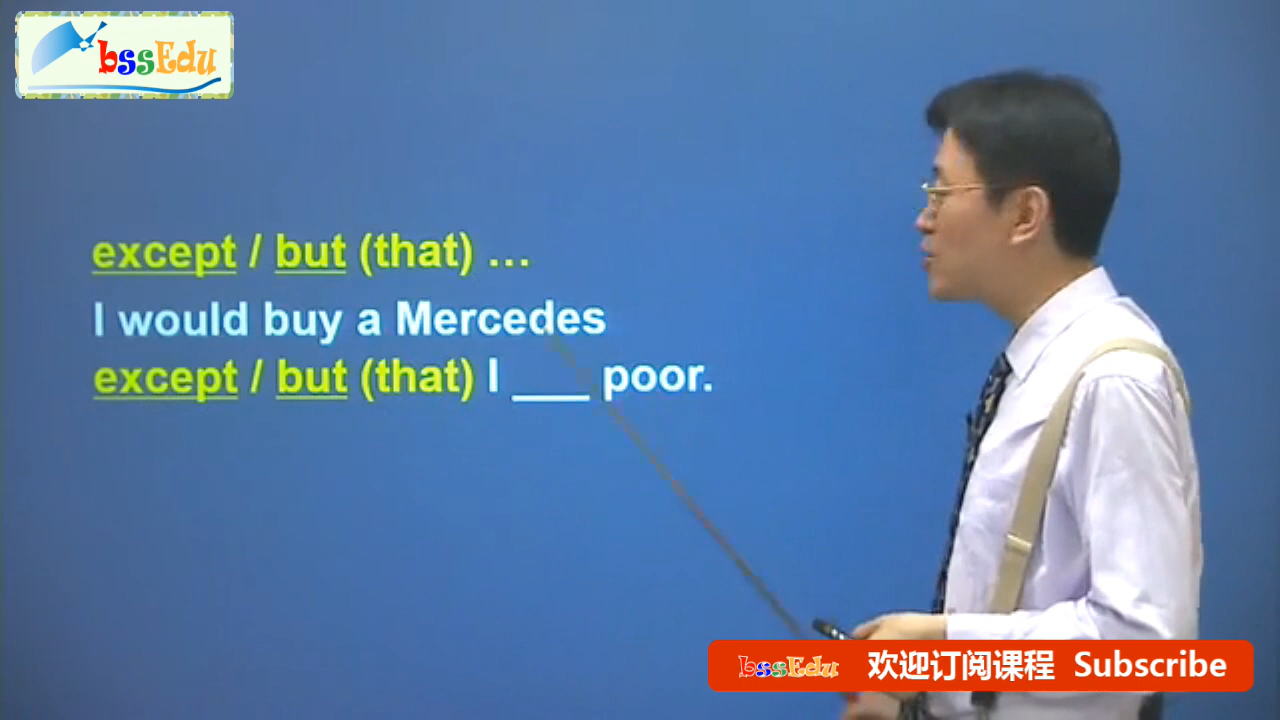 bssEdu
except / but (that) ...
I would buy a Mercedes
except / but (that) I ___ poor.
bssEdu 欢迎订阅课程 Subscribe